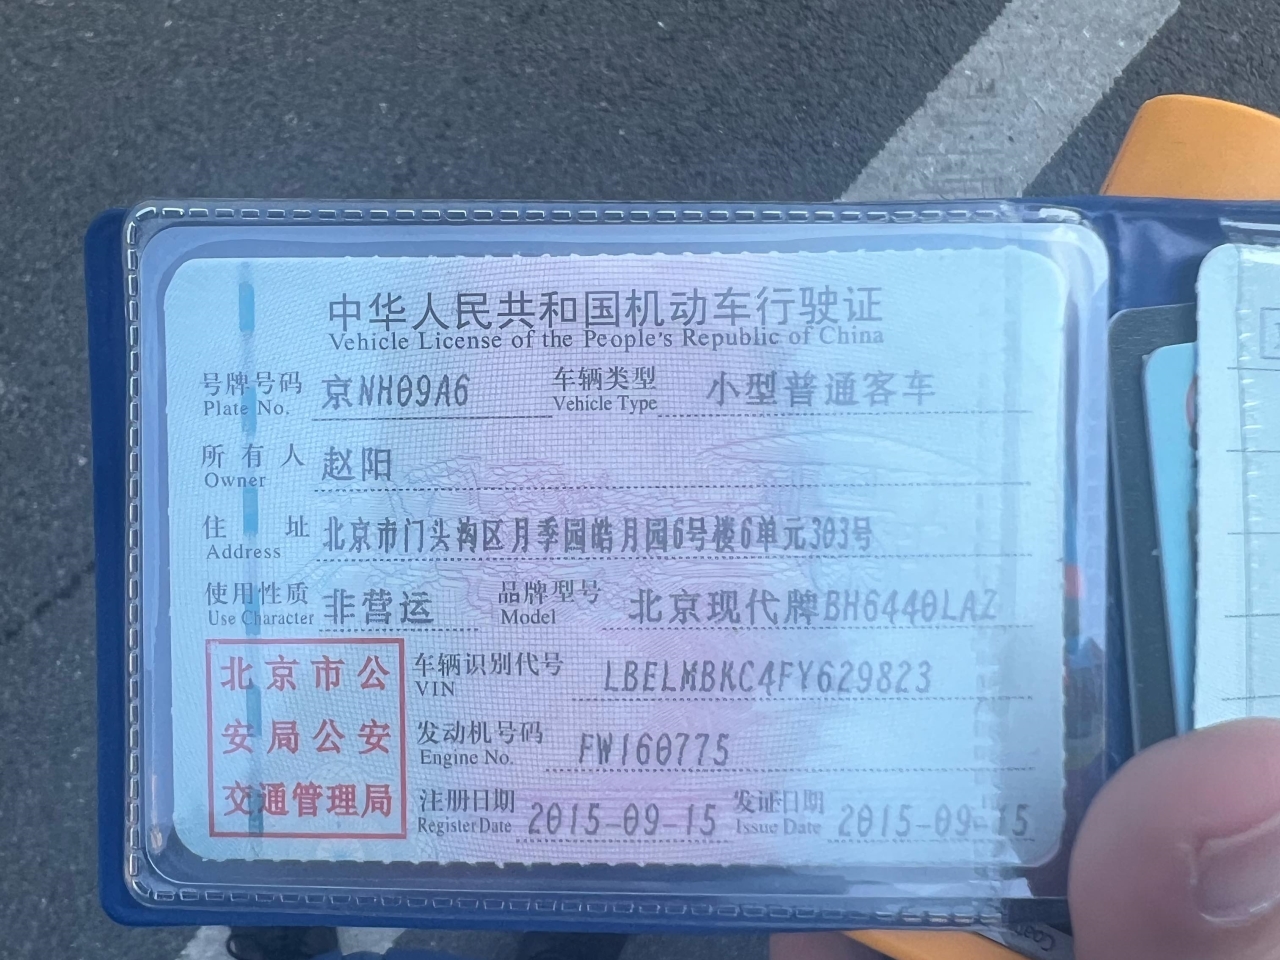 中华人民共和国机动车行驶证
Vehicle License of the People's Republic of China
号牌号码 京NH09A6 车辆类型 小型普通客车
Plate No. Vehicle Type
所有人 赵阳
Owner
住址 北京市门头沟区月季园皓月园6号楼6单元303号
Address
使用性质 非营运 品牌型号 北京现代牌BH6440LAZ
Use Character Model
北京市公
安局公安
交通管理局
车辆识别代号 LBELMBKC4FY629823
VIN
发动机号码 FW160775
Engine No.
注册日期 2015-09-15 发证日期 2015-09-15
Register Date Issue Date